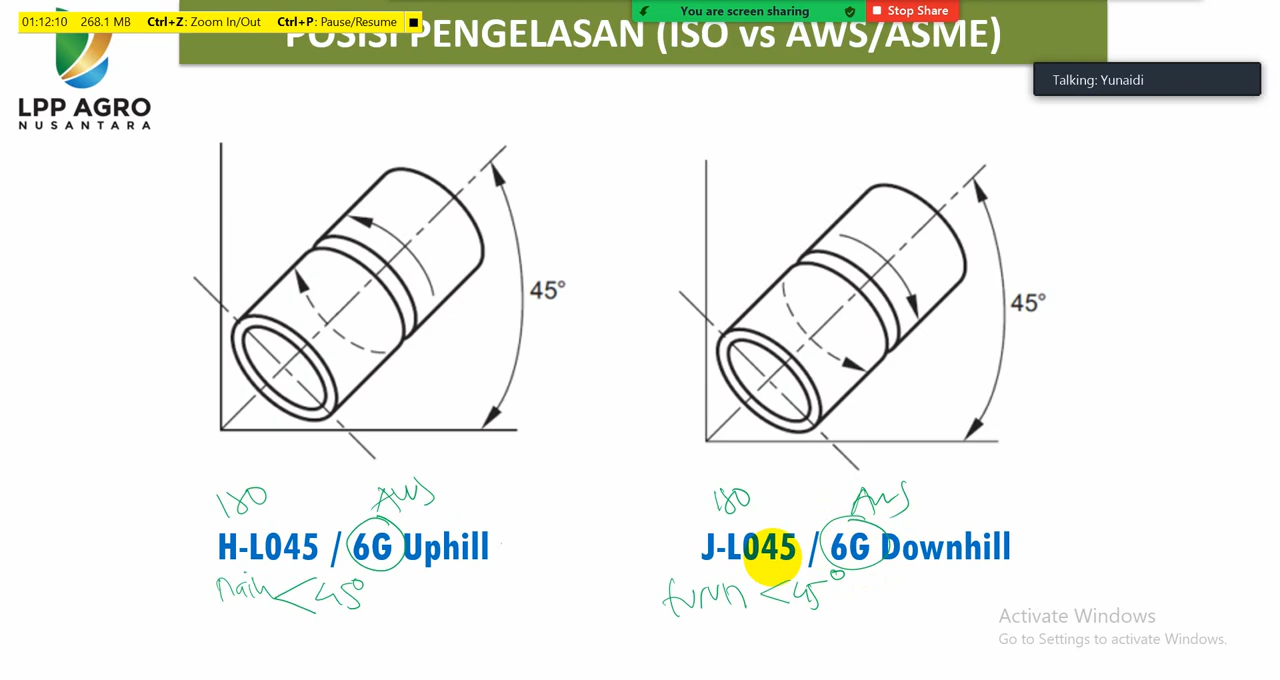 01:12:10 268.1 MB Ctrl+Z: Zoom In/Out Ctrl+P: Pause/Resume
You are screen sharing Stop Share
POSISI PENGELASAN (ISO vs AWS/ASME)
Talking: Yunaidi
LPP AGRO
NUSANTARA
45°
45°
ISO AWS
ISO AWS
H-L045 / 6G Uphill
J-L045 / 6G Downhill
naik < 45°
turun < 45°
Activate Windows
Go to Settings to activate Windows.